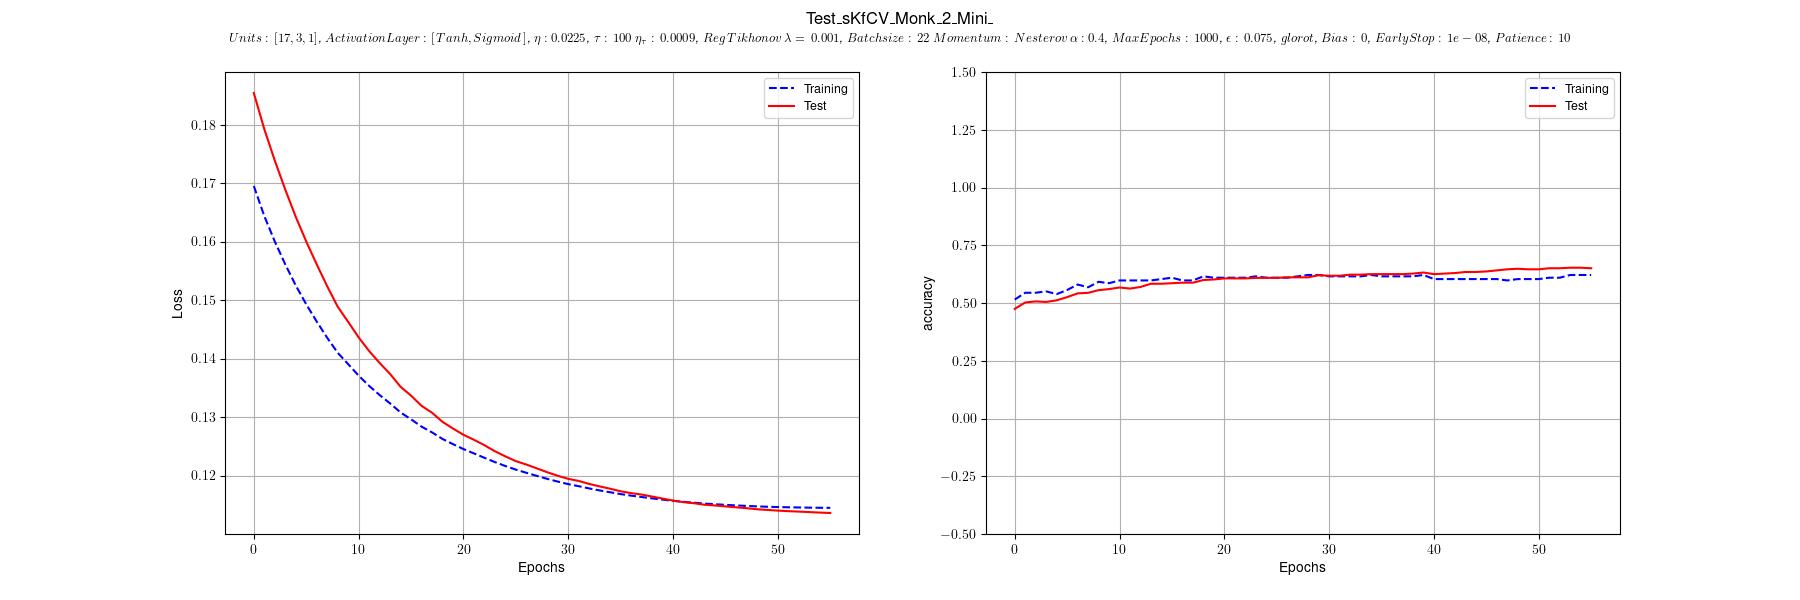 Test_sKfCV_Monk_2_Mini_
Units : [17, 3, 1], ActivationLayer : [Tanh, Sigmoid], η : 0.0225, τ : 100 ητ : 0.0009, RegTikhonov λ = 0.001, Batchsize : 22 Momentum : Nesterov α : 0.4, MaxEpochs : 1000, ϵ : 0.075, glorot, Bias : 0, EarlyStop : 1e − 08, Patience : 10
Training
Test
0.18
0.17
0.16
0.15
0.14
0.13
0.12
Loss
0 10 20 30 40 50
Epochs
Training
Test
1.50
1.25
1.00
0.75
0.50
0.25
0.00
−0.25
−0.50
accuracy
0 10 20 30 40 50
Epochs